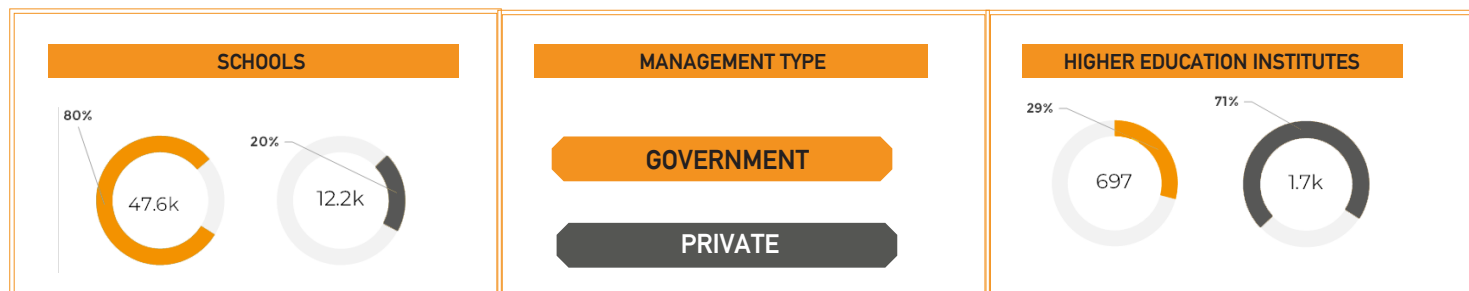 SCHOOLS
80%
20%
47.6k
12.2k
MANAGEMENT TYPE
GOVERNMENT
PRIVATE
HIGHER EDUCATION INSTITUTES
29%
71%
697
1.7k